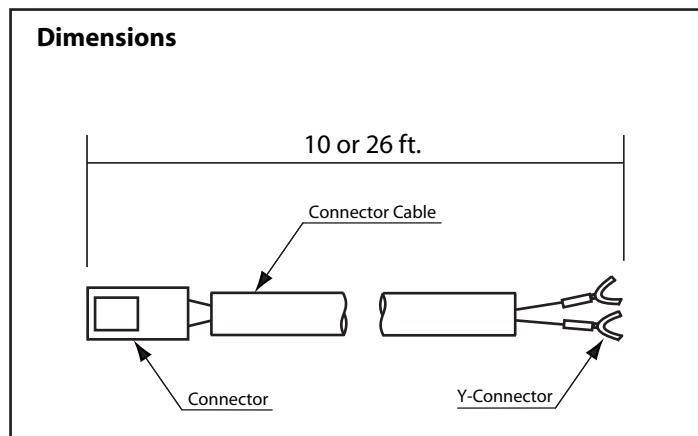 Dimensions
10 or 26 ft.
Connector Cable
Connector
Y-Connector